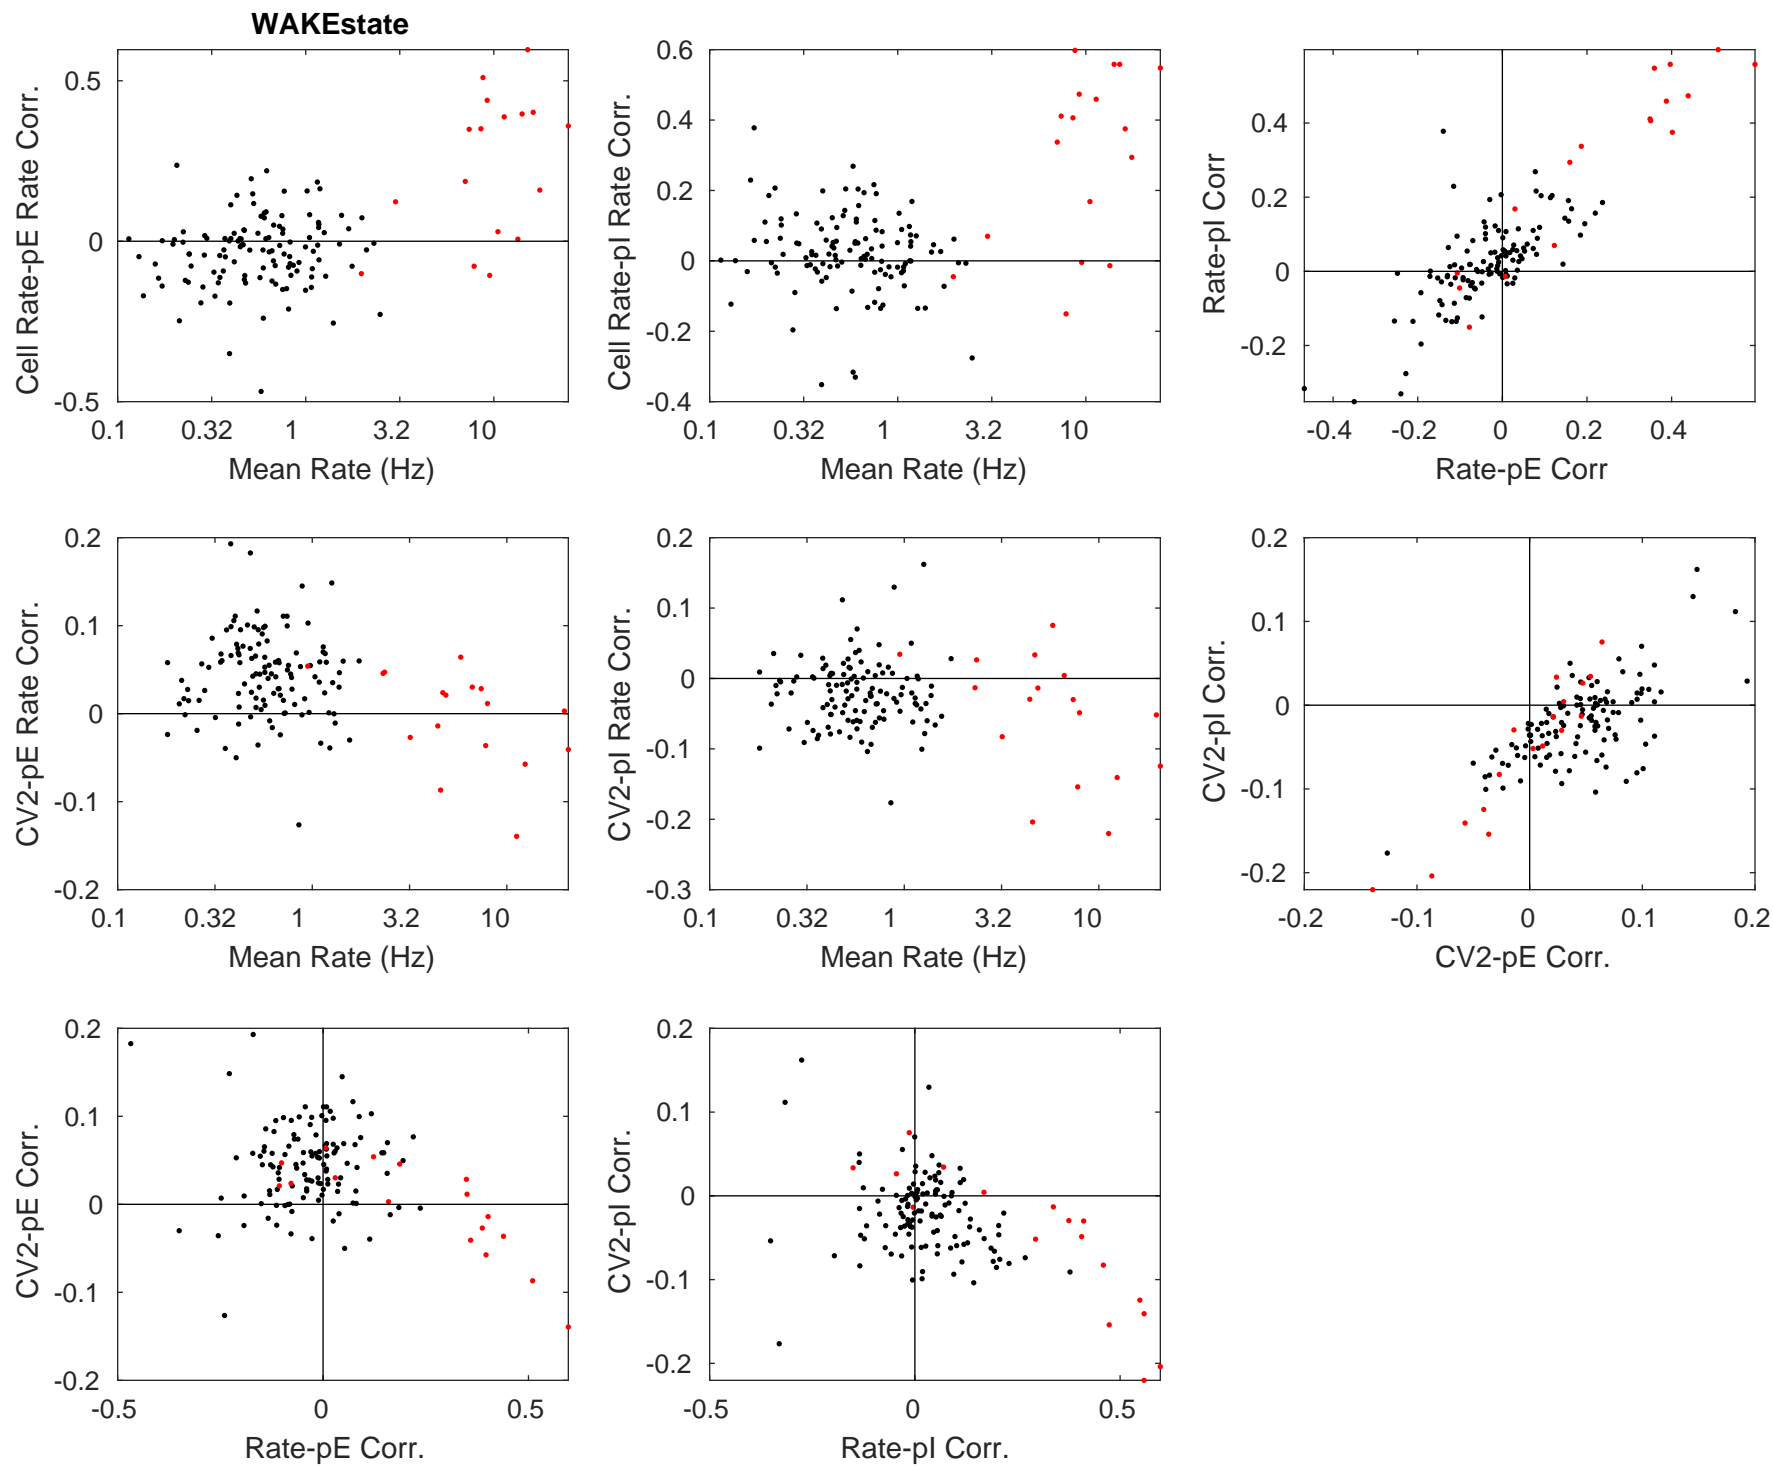 WAKEstate
0.5
0
-0.5
Cell Rate-pE Rate Corr.
0.1 0.32 1 3.2 10
Mean Rate (Hz)
0.6
0.4
0.2
0
-0.2
-0.4
Cell Rate-pI Rate Corr.
0.1 0.32 1 3.2 10
Mean Rate (Hz)
0.4
0.2
0
-0.2
Rate-pI Corr
-0.4 -0.2 0 0.2 0.4
Rate-pE Corr
0.2
0.1
0
-0.1
-0.2
CV2-pE Rate Corr.
0.1 0.32 1 3.2 10
Mean Rate (Hz)
0.2
0.1
0
-0.1
-0.2
-0.3
CV2-pI Rate Corr.
0.1 0.32 1 3.2 10
Mean Rate (Hz)
0.2
0.1
0
-0.1
-0.2
CV2-pI Corr.
-0.2 -0.1 0 0.1 0.2
CV2-pE Corr.
0.2
0.1
0
-0.1
-0.2
CV2-pE Corr.
-0.5 0 0.5
Rate-pE Corr.
0.2
0.1
0
-0.1
-0.2
CV2-pI Corr.
-0.5 0 0.5
Rate-pI Corr.